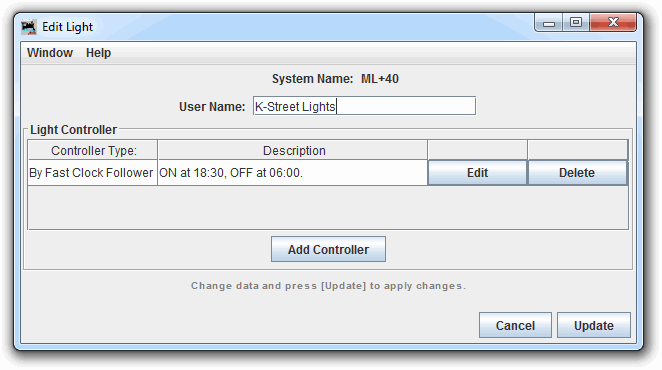 Edit Light
Window Help
System Name: ML+40
User Name: K-Street Lights
Light Controller
Controller Type: Description
By Fast Clock Follower ON at 18:30, OFF at 06:00. Edit Delete
Add Controller
Change data and press [Update] to apply changes.
Cancel Update